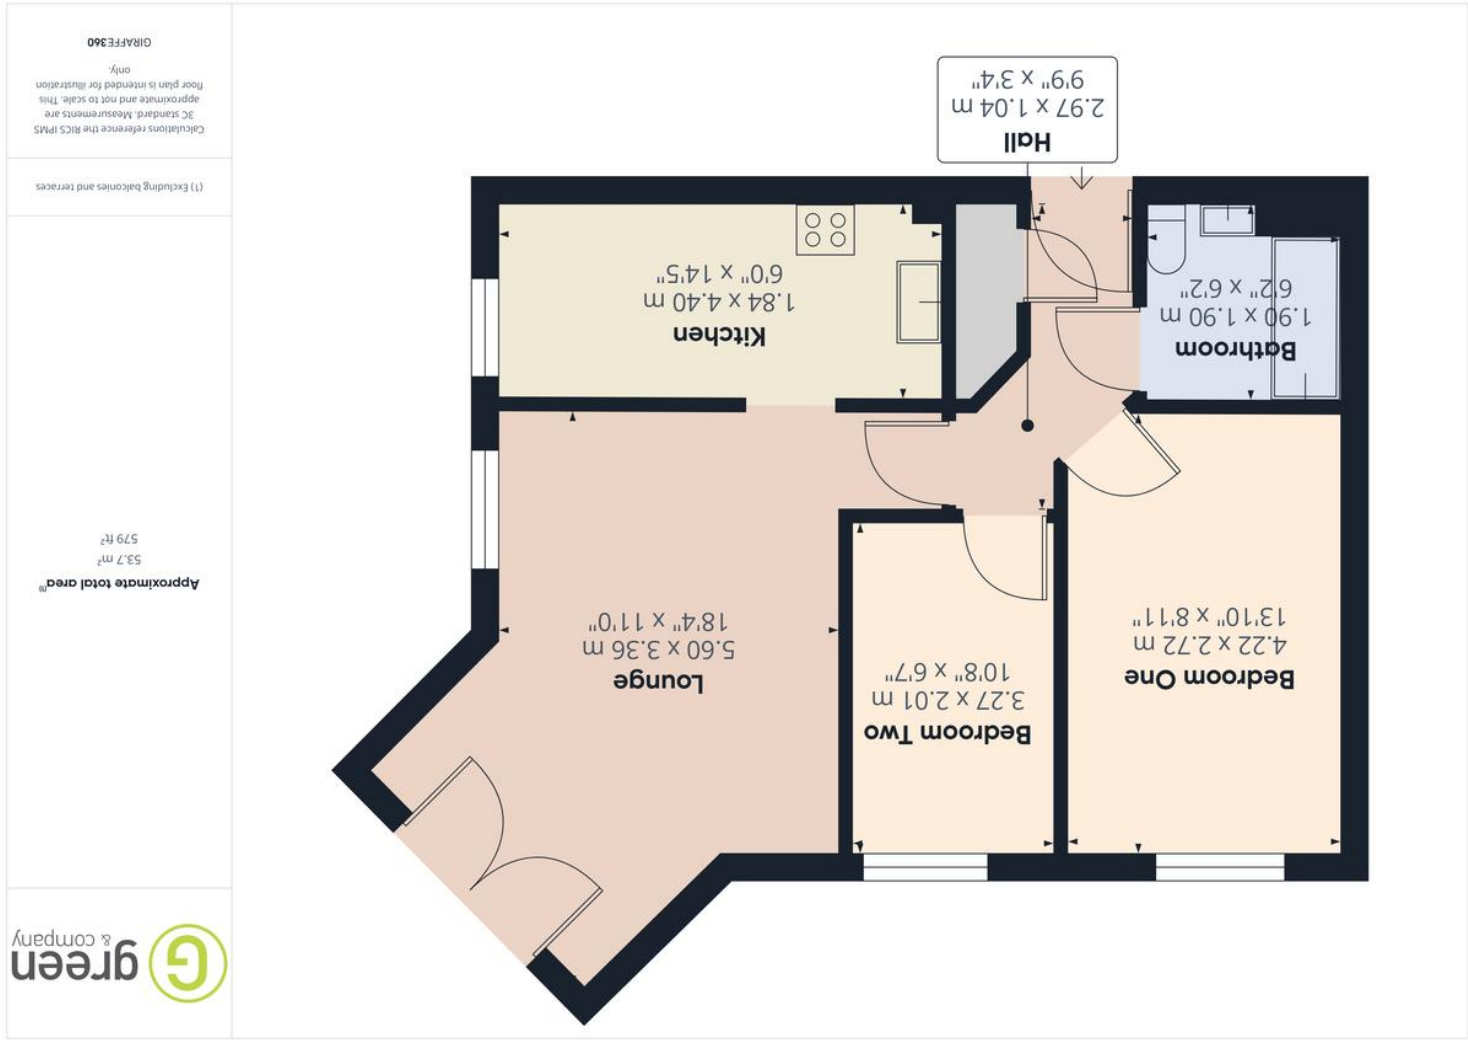 green
& company
Approximate total area⁽¹⁾
53.7 m²
579 ft²
(1) Excluding balconies and terraces
Calculations reference the RICS IPMS
3C standard. Measurements are
approximate and not to scale. This
floor plan is intended for illustration
only.
GIRAFFE360
Bedroom One
4.22 x 2.72 m
13'10" x 8'11"
Bedroom Two
3.27 x 2.01 m
10'8" x 6'7"
Lounge
5.60 x 3.36 m
18'4" x 11'0"
Bathroom
1.90 x 1.90 m
6'2" x 6'2"
Kitchen
1.84 x 4.40 m
6'0" x 14'5"
Hall
2.97 x 1.04 m
9'9" x 3'4"